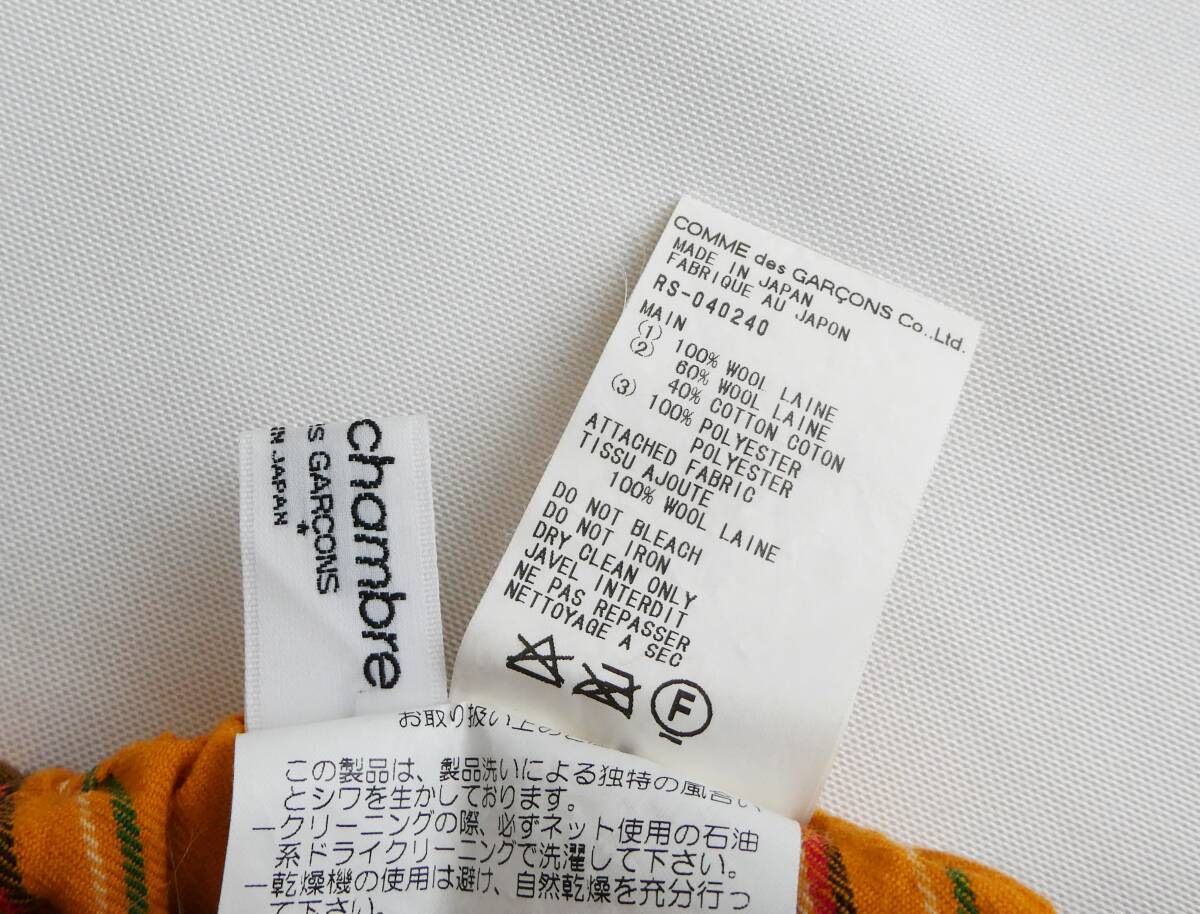 COMME des GARÇONS Co.,Ltd.
MADE IN JAPAN
FABRIQUE AU JAPON
RS-040240
MAIN
(1) 100% WOOL LAINE
(2) 60% WOOL LAINE
40% COTTON COTON
(3) 100% POLYESTER
POLYESTER
ATTACHED FABRIC
TISSU AJOUTE
100% WOOL LAINE
DO NOT BLEACH
DO NOT IRON
DRY CLEAN ONLY
JAVEL INTERDIT
NE PAS REPASSER
NETTOYAGE A SEC
F
chambre
S GARCONS
IN JAPAN
お取り扱い上の
この製品は、製品洗いによる独特の風合い
とシワを生かしております。
ークリーニングの際、必ずネット使用の石油
系ドライクリーニングで洗濯して下さい。
ー乾燥機の使用は避け、自然乾燥を充分行っ
て下さい。